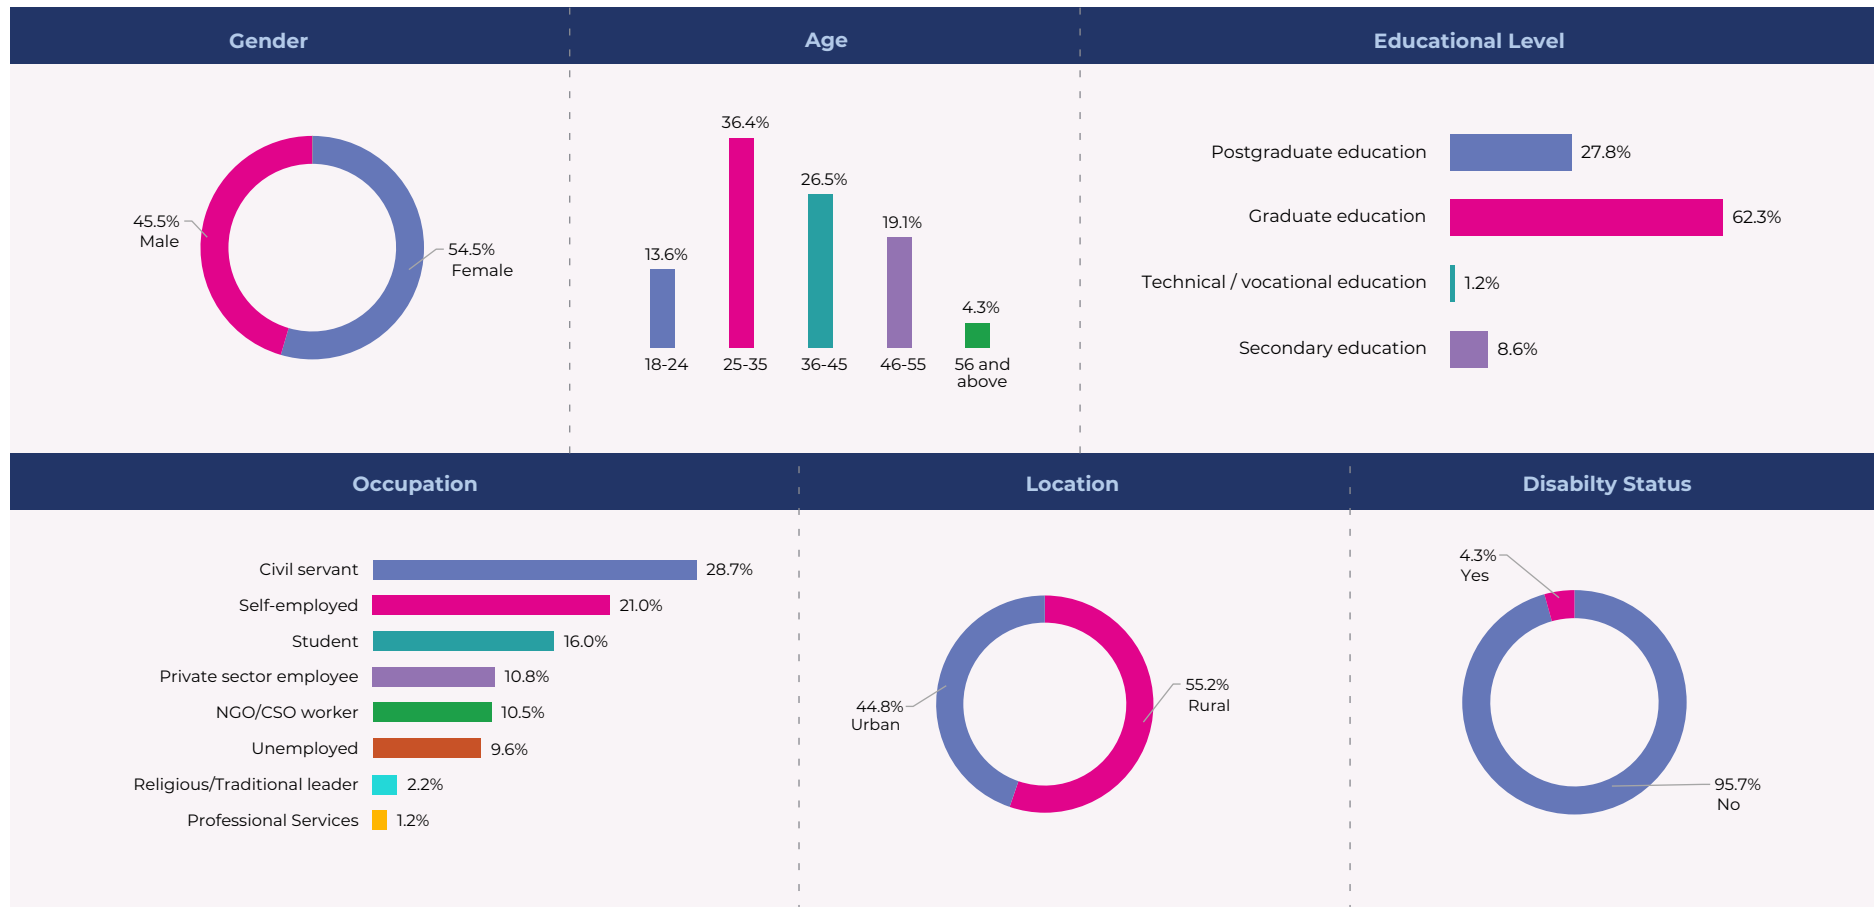 Gender
45.5%
Male
54.5%
Female
Age
13.6%
36.4%
26.5%
19.1%
4.3%
18-24
25-35
36-45
46-55
56 and
above
Educational Level
Postgraduate education 27.8%
Graduate education 62.3%
Technical / vocational education 1.2%
Secondary education 8.6%
Occupation
Civil servant 28.7%
Self-employed 21.0%
Student 16.0%
Private sector employee 10.8%
NGO/CSO worker 10.5%
Unemployed 9.6%
Religious/Traditional leader 2.2%
Professional Services 1.2%
Location
44.8%
Urban
55.2%
Rural
Disabilty Status
4.3%
Yes
95.7%
No